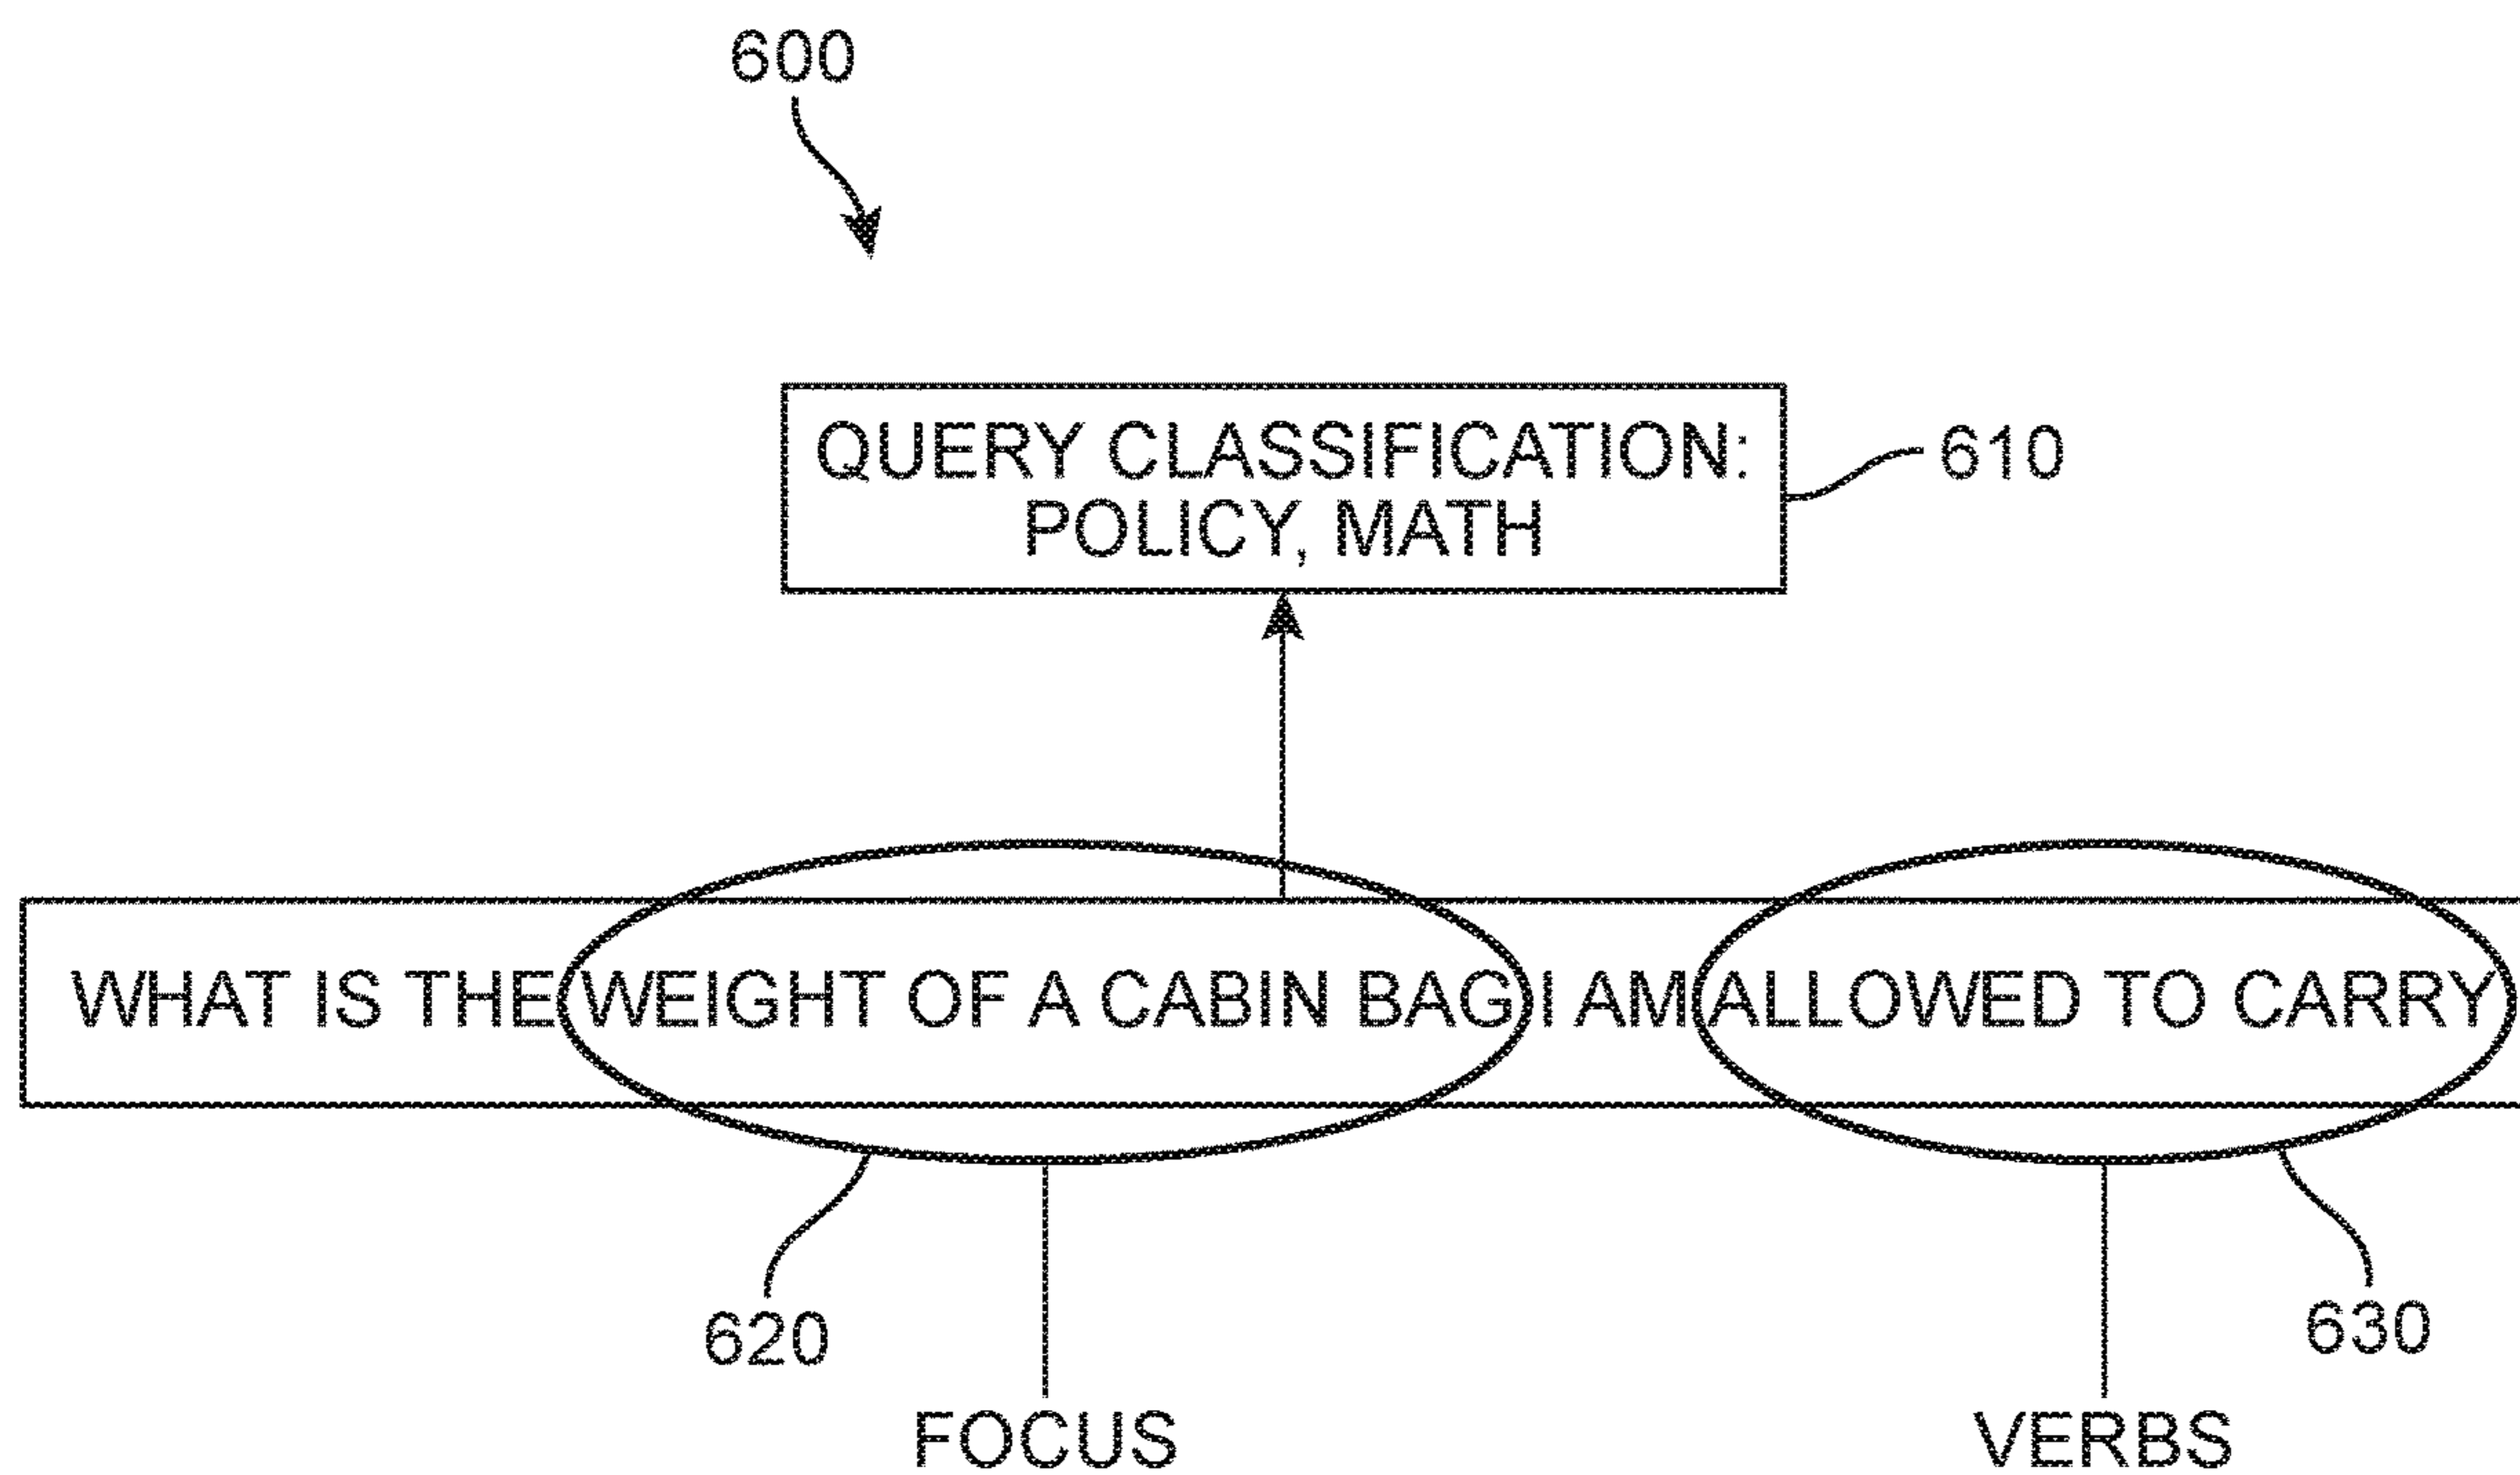 600
QUERY CLASSIFICATION:
POLICY, MATH
610
WHAT IS THE WEIGHT OF A CABIN BAG I AM ALLOWED TO CARRY
620
630
FOCUS
VERBS